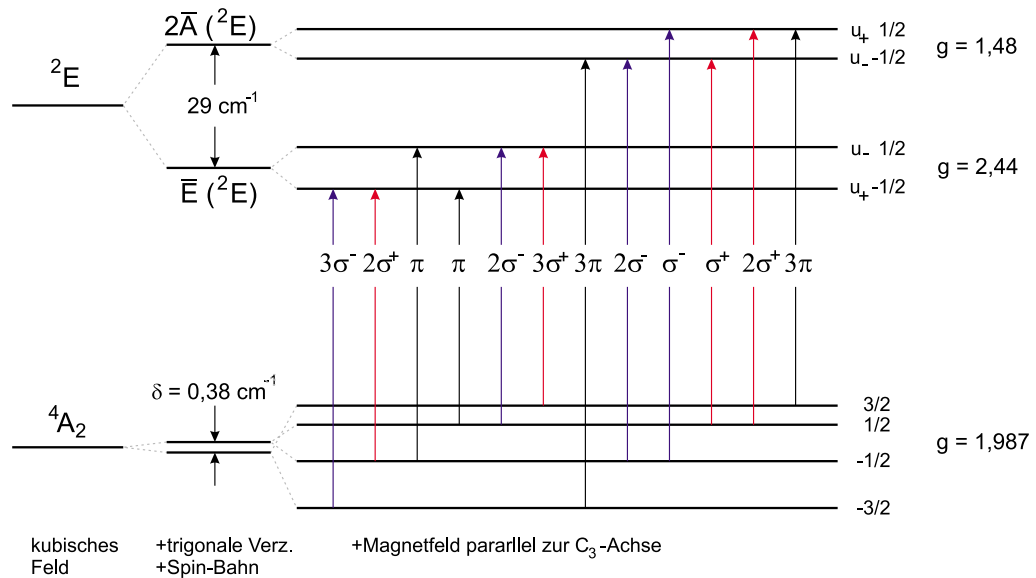 2A̅ (²E)
u₊ 1/2
g = 1,48
u₋ -1/2
²E
29 cm⁻¹
u₋ 1/2
g = 2,44
E̅ (²E)
u₊ -1/2
3σ⁻ 2σ⁺ π π 2σ⁻ 3σ⁺ 3π 2σ⁻ σ⁻ σ⁺ 2σ⁺ 3π
δ = 0,38 cm⁻¹
⁴A₂
3/2
1/2
g = 1,987
-1/2
-3/2
kubisches +trigonale Verz. +Magnetfeld pararllel zur C₃-Achse
Feld +Spin-Bahn